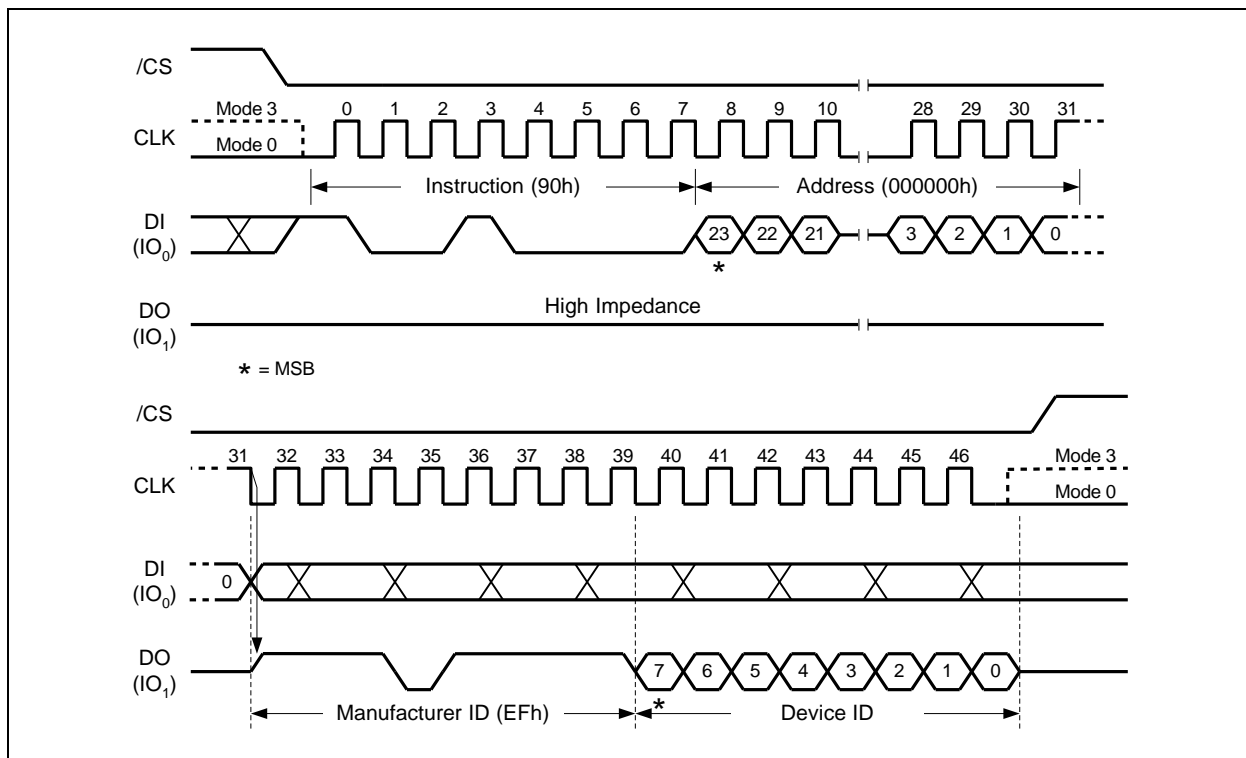 /CS
Mode 3 0 1 2 3 4 5 6 7 8 9 10 28 29 30 31
CLK
Mode 0
Instruction (90h) Address (000000h)
DI
(IO0)
23 22 21 3 2 1 0
*
DO
(IO1)
High Impedance
* = MSB
/CS
31 32 33 34 35 36 37 38 39 40 41 42 43 44 45 46 Mode 3
CLK
Mode 0
DI
(IO0)
0
DO
(IO1)
7 6 5 4 3 2 1 0
*
Manufacturer ID (EFh) Device ID